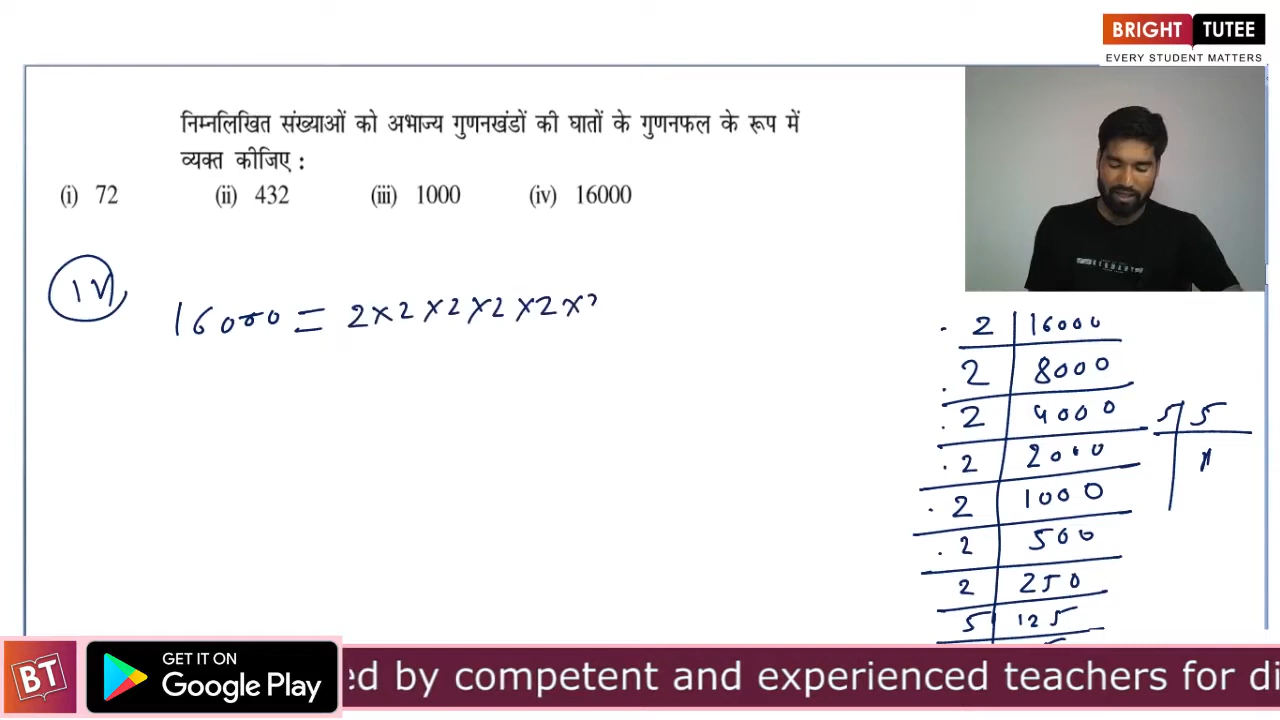 BRIGHT TUTEE
EVERY STUDENT MATTERS
निम्नलिखित संख्याओं को अभाज्य गुणनखंडों की घातों के गुणनफल के रूप में
व्यक्त कीजिए :
(i) 72 (ii) 432 (iii) 1000 (iv) 16000
IV
16000 = 2×2×2×2×2×2
2 16000
2 8000
2 4000
2 2000
2 1000
2 500
2 250
5 125
5 5
1
BT
GET IT ON
Google Play
ed by competent and experienced teachers for di